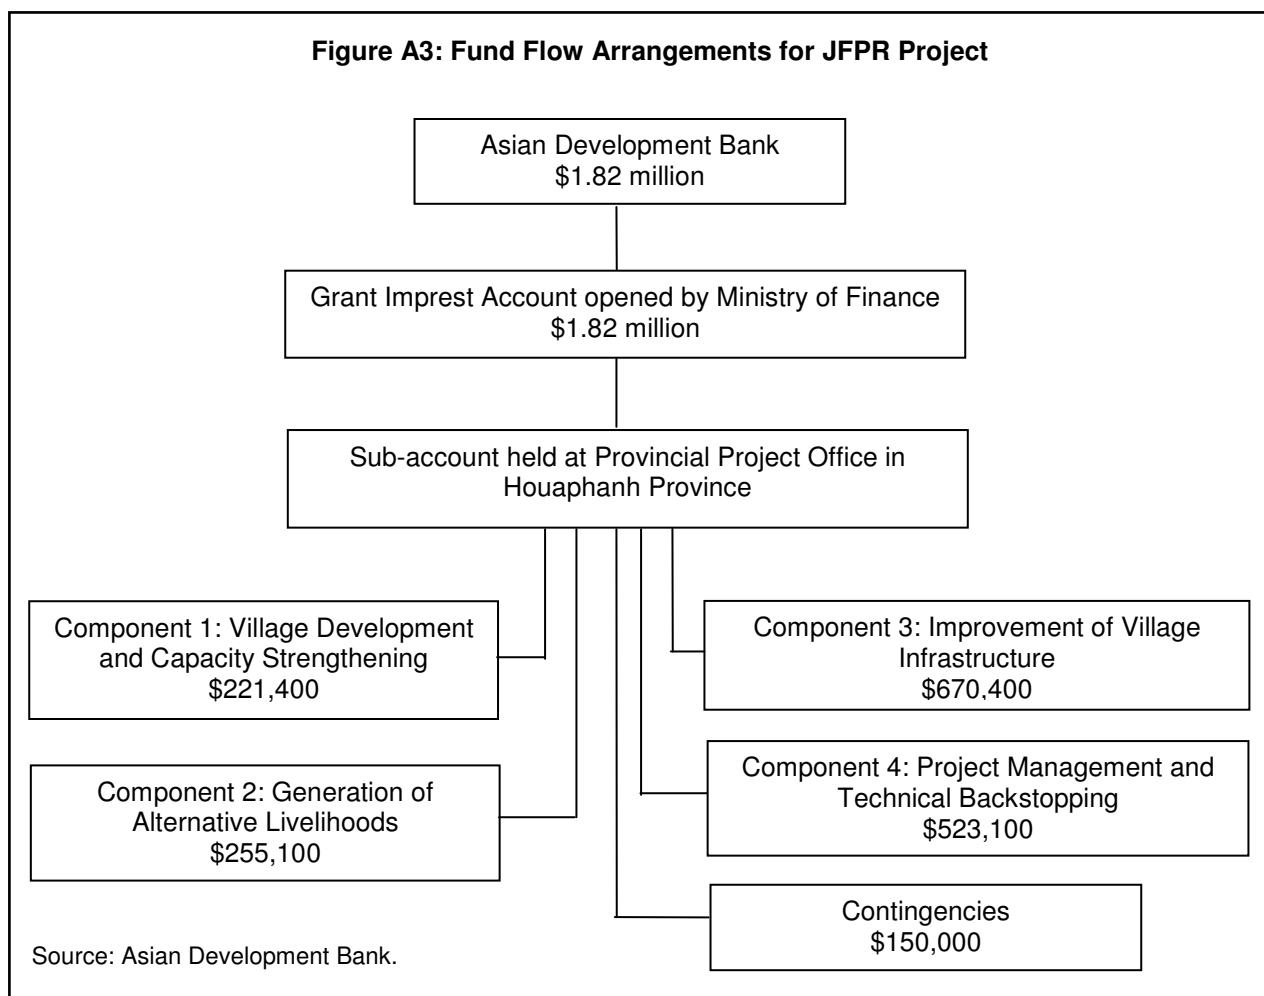 Figure A3: Fund Flow Arrangements for JFPR Project
Asian Development Bank
$1.82 million
Grant Imprest Account opened by Ministry of Finance
$1.82 million
Sub-account held at Provincial Project Office in
Houaphanh Province
Component 1: Village Development
and Capacity Strengthening
$221,400
Component 2: Generation of
Alternative Livelihoods
$255,100
Component 3: Improvement of Village
Infrastructure
$670,400
Component 4: Project Management and
Technical Backstopping
$523,100
Contingencies
$150,000
Source: Asian Development Bank.